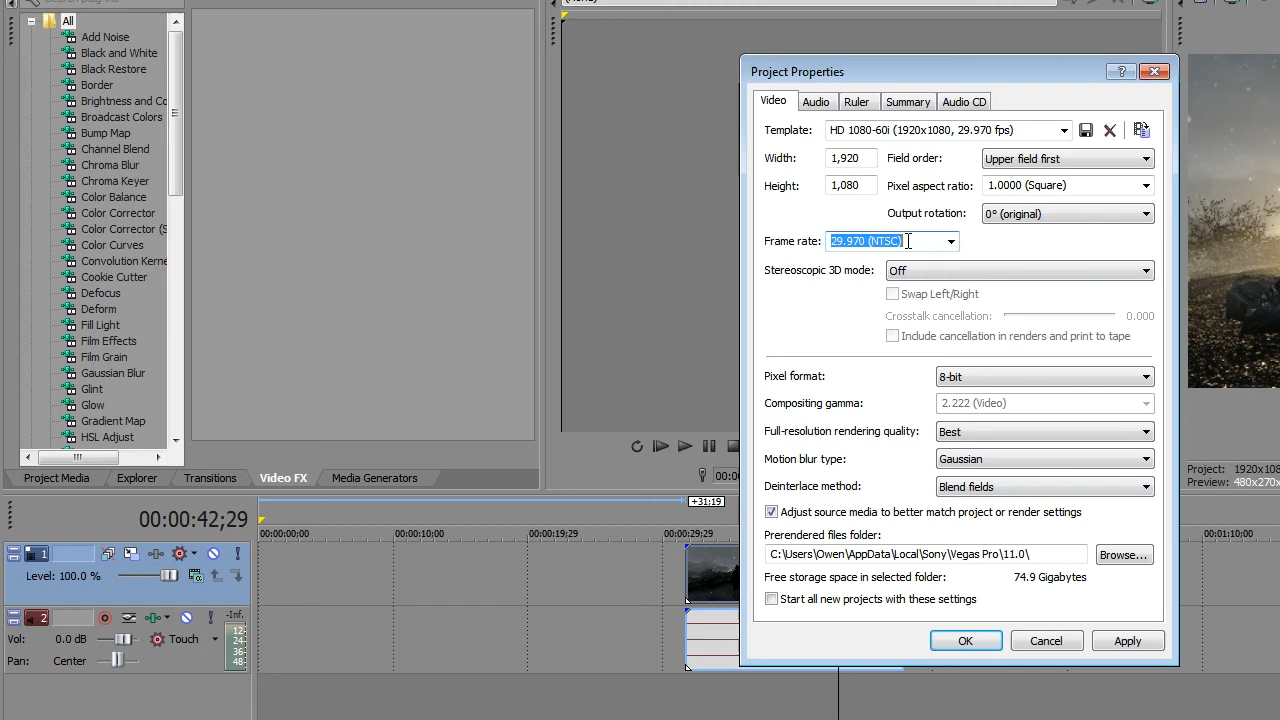 All
Add Noise
Black and White
Black Restore
Border
Brightness and Co
Broadcast Colors
Bump Map
Channel Blend
Chroma Blur
Chroma Keyer
Color Balance
Color Corrector
Color Corrector (S
Color Curves
Convolution Kerne
Cookie Cutter
Defocus
Deform
Fill Light
Film Effects
Film Grain
Gaussian Blur
Glint
Glow
Gradient Map
HSL Adjust
Project Media Explorer Transitions Video FX Media Generators
Project Properties
Video Audio Ruler Summary Audio CD
Template: HD 1080-60i (1920x1080, 29.970 fps)
Width: 1,920 Field order: Upper field first
Height: 1,080 Pixel aspect ratio: 1.0000 (Square)
Output rotation: 0° (original)
Frame rate: 29.970 (NTSC)
Stereoscopic 3D mode: Off
Swap Left/Right
Crosstalk cancellation: 0.000
Include cancellation in renders and print to tape
Pixel format: 8-bit
Compositing gamma: 2.222 (Video)
Full-resolution rendering quality: Best
Motion blur type: Gaussian
Deinterlace method: Blend fields
Adjust source media to better match project or render settings
Prerendered files folder:
C:\Users\Owen\AppData\Local\Sony\Vegas Pro\11.0\ Browse...
Free storage space in selected folder: 74.9 Gigabytes
Start all new projects with these settings
OK Cancel Apply
00:00
Project: 1920x108
Preview: 480x270x
+31:19
00:00:42;29
00:00:00;00 00:00:10;00 00:00:19;29 00:00:29;29 00:01:10;00
1
Level: 100.0 %
2 -Inf.
Vol: 0.0 dB Touch
Pan: Center
12
24
36
48